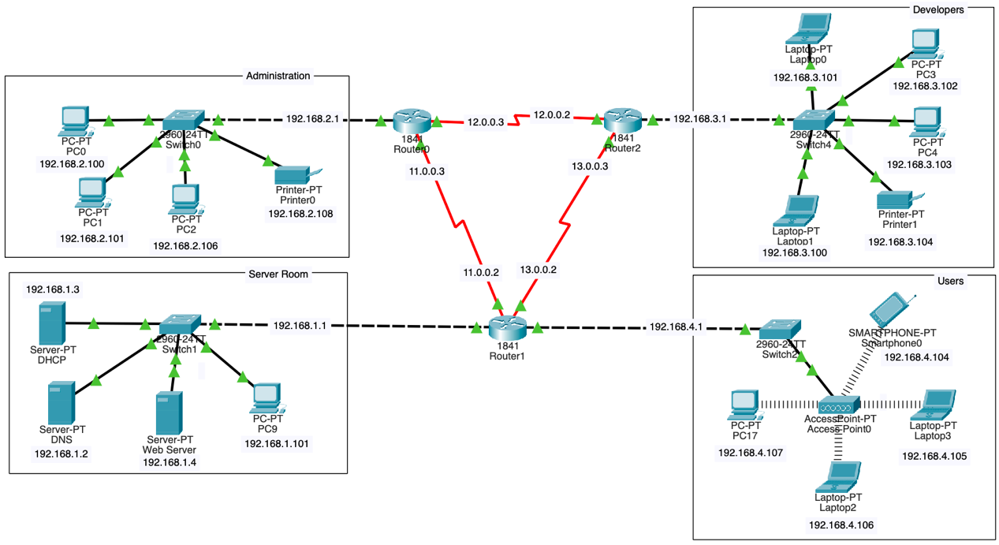 Administration
PC-PT
PC0
192.168.2.100
2960-24TT
Switch0
192.168.2.1
PC-PT
PC1
192.168.2.101
PC-PT
PC2
192.168.2.106
Printer-PT
Printer0
192.168.2.108
1841
Router0
12.0.0.3
12.0.0.2
1841
Router2
11.0.0.3
13.0.0.3
11.0.0.2
13.0.0.2
1841
Router1
192.168.3.1
Developers
Laptop-PT
Laptop0
192.168.3.101
PC-PT
PC3
192.168.3.102
2960-24TT
Switch4
PC-PT
PC4
192.168.3.103
Laptop-PT
Laptop1
192.168.3.100
Printer-PT
Printer1
192.168.3.104
Server Room
192.168.1.3
Server-PT
DHCP
2960-24TT
Switch1
192.168.1.1
Server-PT
DNS
192.168.1.2
Server-PT
Web Server
192.168.1.4
PC-PT
PC9
192.168.1.101
Users
192.168.4.1
2960-24TT
Switch2
SMARTPHONE-PT
Smartphone0
192.168.4.104
PC-PT
PC17
192.168.4.107
AccessPoint-PT
Access Point0
Laptop-PT
Laptop3
192.168.4.105
Laptop-PT
Laptop2
192.168.4.106